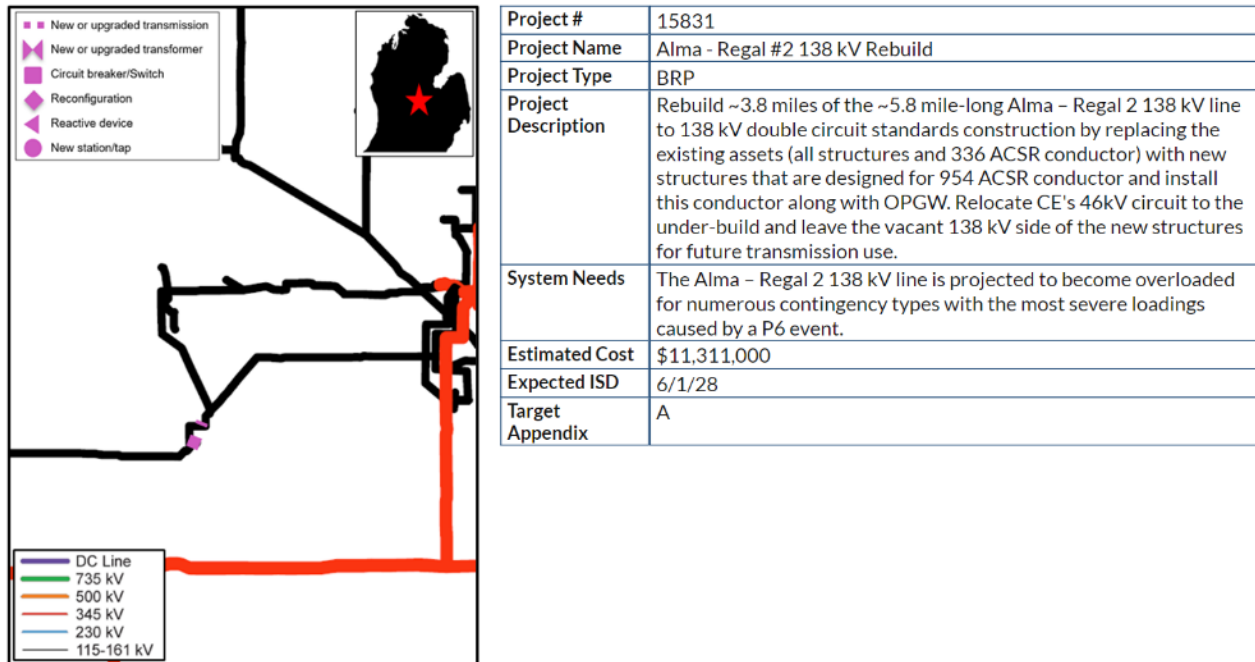 New or upgraded transmission
New or upgraded transformer
Circuit breaker/Switch
Reconfiguration
Reactive device
New station/tap
DC Line
735 kV
500 kV
345 kV
230 kV
115-161 kV
Project # 15831
Project Name Alma - Regal #2 138 kV Rebuild
Project Type BRP
Project Description Rebuild ~3.8 miles of the ~5.8 mile-long Alma – Regal 2 138 kV line
to 138 kV double circuit standards construction by replacing the
existing assets (all structures and 336 ACSR conductor) with new
structures that are designed for 954 ACSR conductor and install
this conductor along with OPGW. Relocate CE's 46kV circuit to the
under-build and leave the vacant 138 kV side of the new structures
for future transmission use.
System Needs The Alma – Regal 2 138 kV line is projected to become overloaded
for numerous contingency types with the most severe loadings
caused by a P6 event.
Estimated Cost $11,311,000
Expected ISD 6/1/28
Target Appendix A